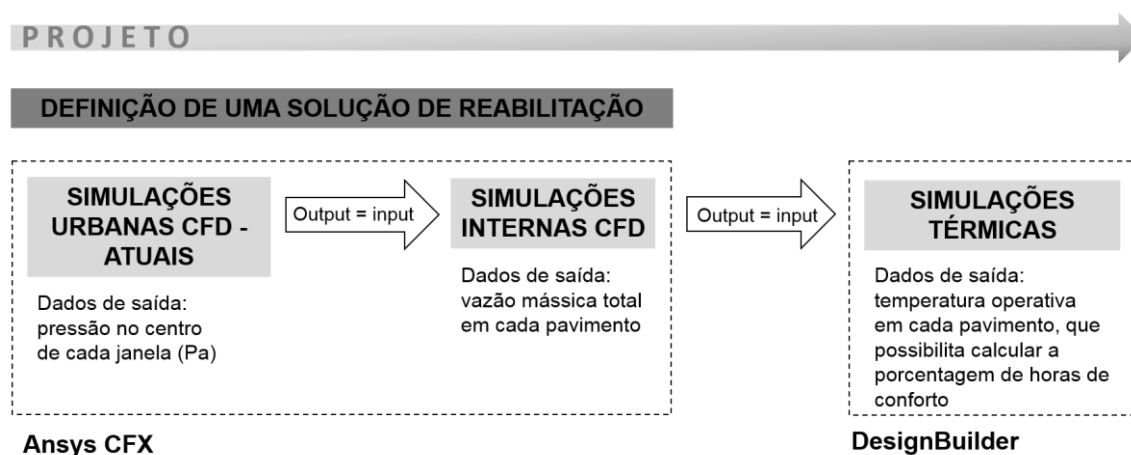 PROJETO
DEFINIÇÃO DE UMA SOLUÇÃO DE REABILITAÇÃO
SIMULAÇÕES
URBANAS CFD -
ATUAIS
Dados de saída:
pressão no centro
de cada janela (Pa)
Output = input
SIMULAÇÕES
INTERNAS CFD
Dados de saída:
vazão mássica total
em cada pavimento
Output = input
SIMULAÇÕES
TÉRMICAS
Dados de saída:
temperatura operativa
em cada pavimento, que
possibilita calcular a
porcentagem de horas de
conforto
Ansys CFX
DesignBuilder